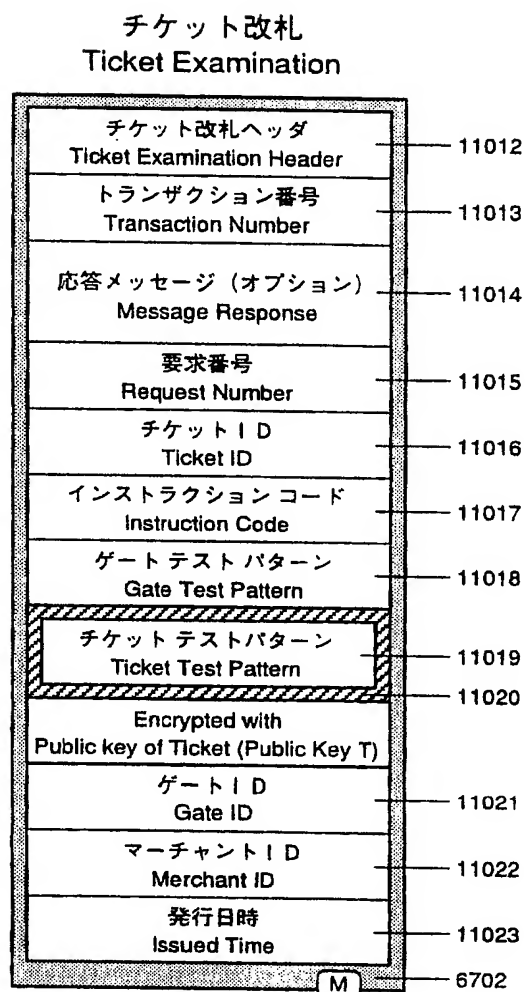 チケット改札
Ticket Examination
チケット改札ヘッダ
Ticket Examination Header
11012
トランザクション番号
Transaction Number
11013
応答メッセージ（オプション）
Message Response
11014
要求番号
Request Number
11015
チケットＩＤ
Ticket ID
11016
インストラクション コード
Instruction Code
11017
ゲート テスト パターン
Gate Test Pattern
11018
チケット テストパターン
Ticket Test Pattern
11019
11020
Encrypted with
Public key of Ticket (Public Key T)
ゲートＩＤ
Gate ID
11021
マーチャントＩＤ
Merchant ID
11022
発行日時
Issued Time
11023
M
6702